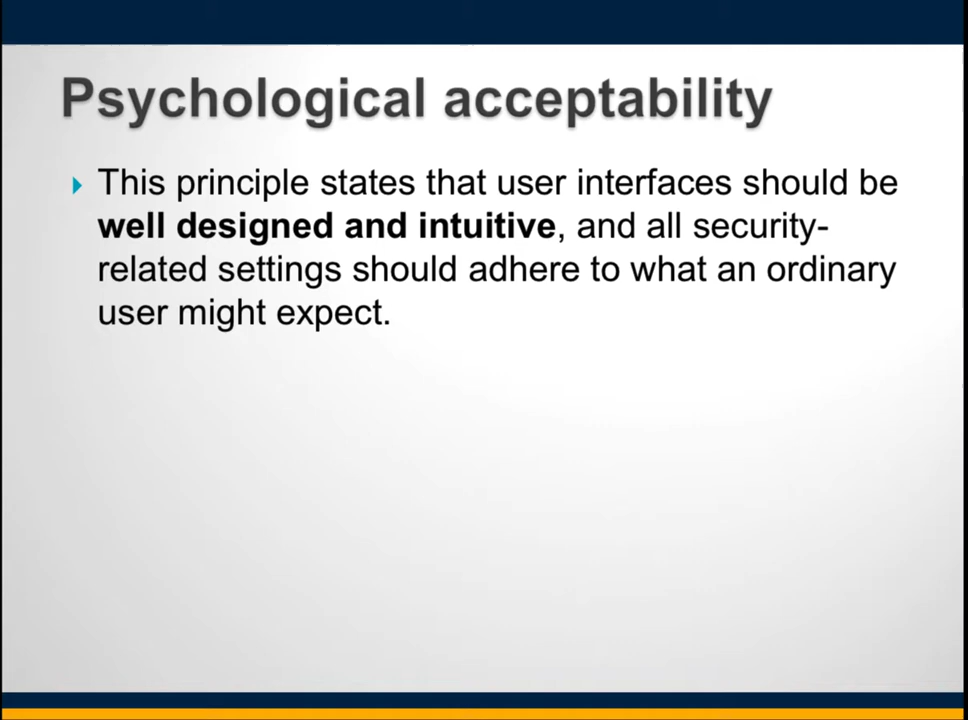 Psychological acceptability
This principle states that user interfaces should be
well designed and intuitive, and all security-
related settings should adhere to what an ordinary
user might expect.